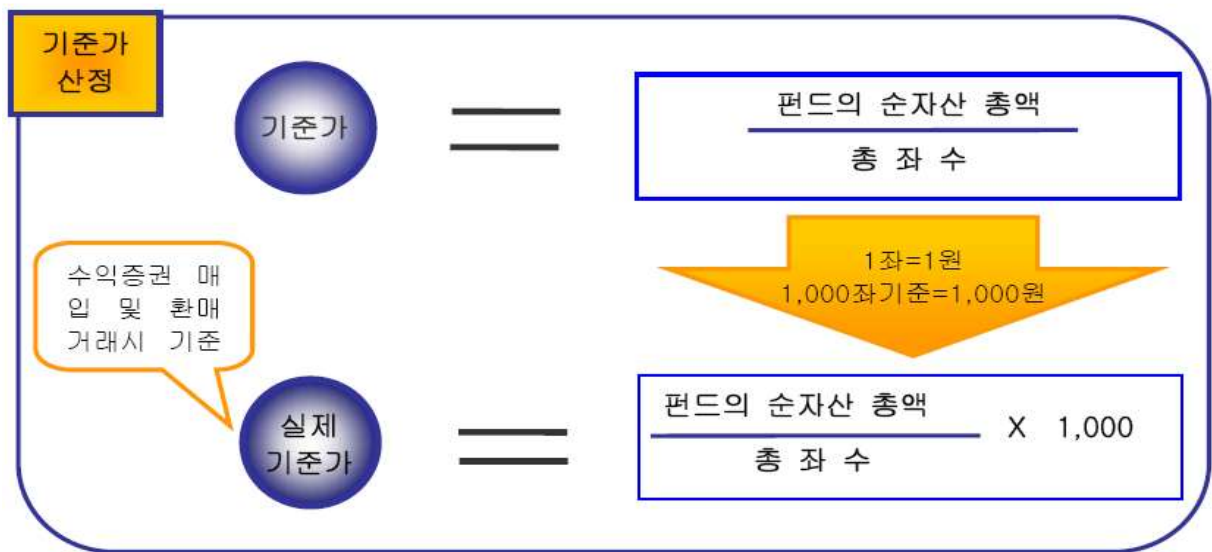 기준가
산정
기준가
펀드의 순자산 총액
총 좌 수
1좌=1원
1,000좌기준=1,000원
수익증권 매
입 및 환매
거래시 기준
실제
기준가
펀드의 순자산 총액
X 1,000
총 좌 수